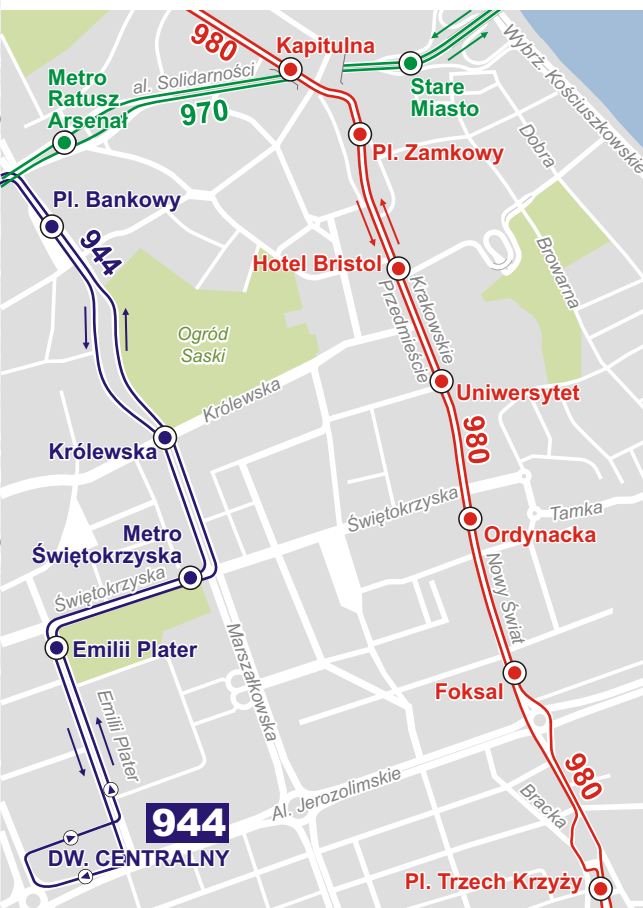 980
Kapitulna
Metro
Ratusz
Arsenał
al. Solidarności
970
Stare
Miasto
Wybrż. Kościuszkowskie
Dobra
Pl. Zamkowy
Pl. Bankowy
944
Browarna
Hotel Bristol
Krakowskie
Przedmieście
Ogród
Saski
Królewska
Uniwersytet
980
Królewska
Świętokrzyska
Tamka
Ordynacka
Metro
Świętokrzyska
Świętokrzyska
Nowy Świat
Emilii Plater
Marszałkowska
Foksal
Emilii Plater
980
Al. Jerozolimskie
Bracka
944
DW. CENTRALNY
Pl. Trzech Krzyży